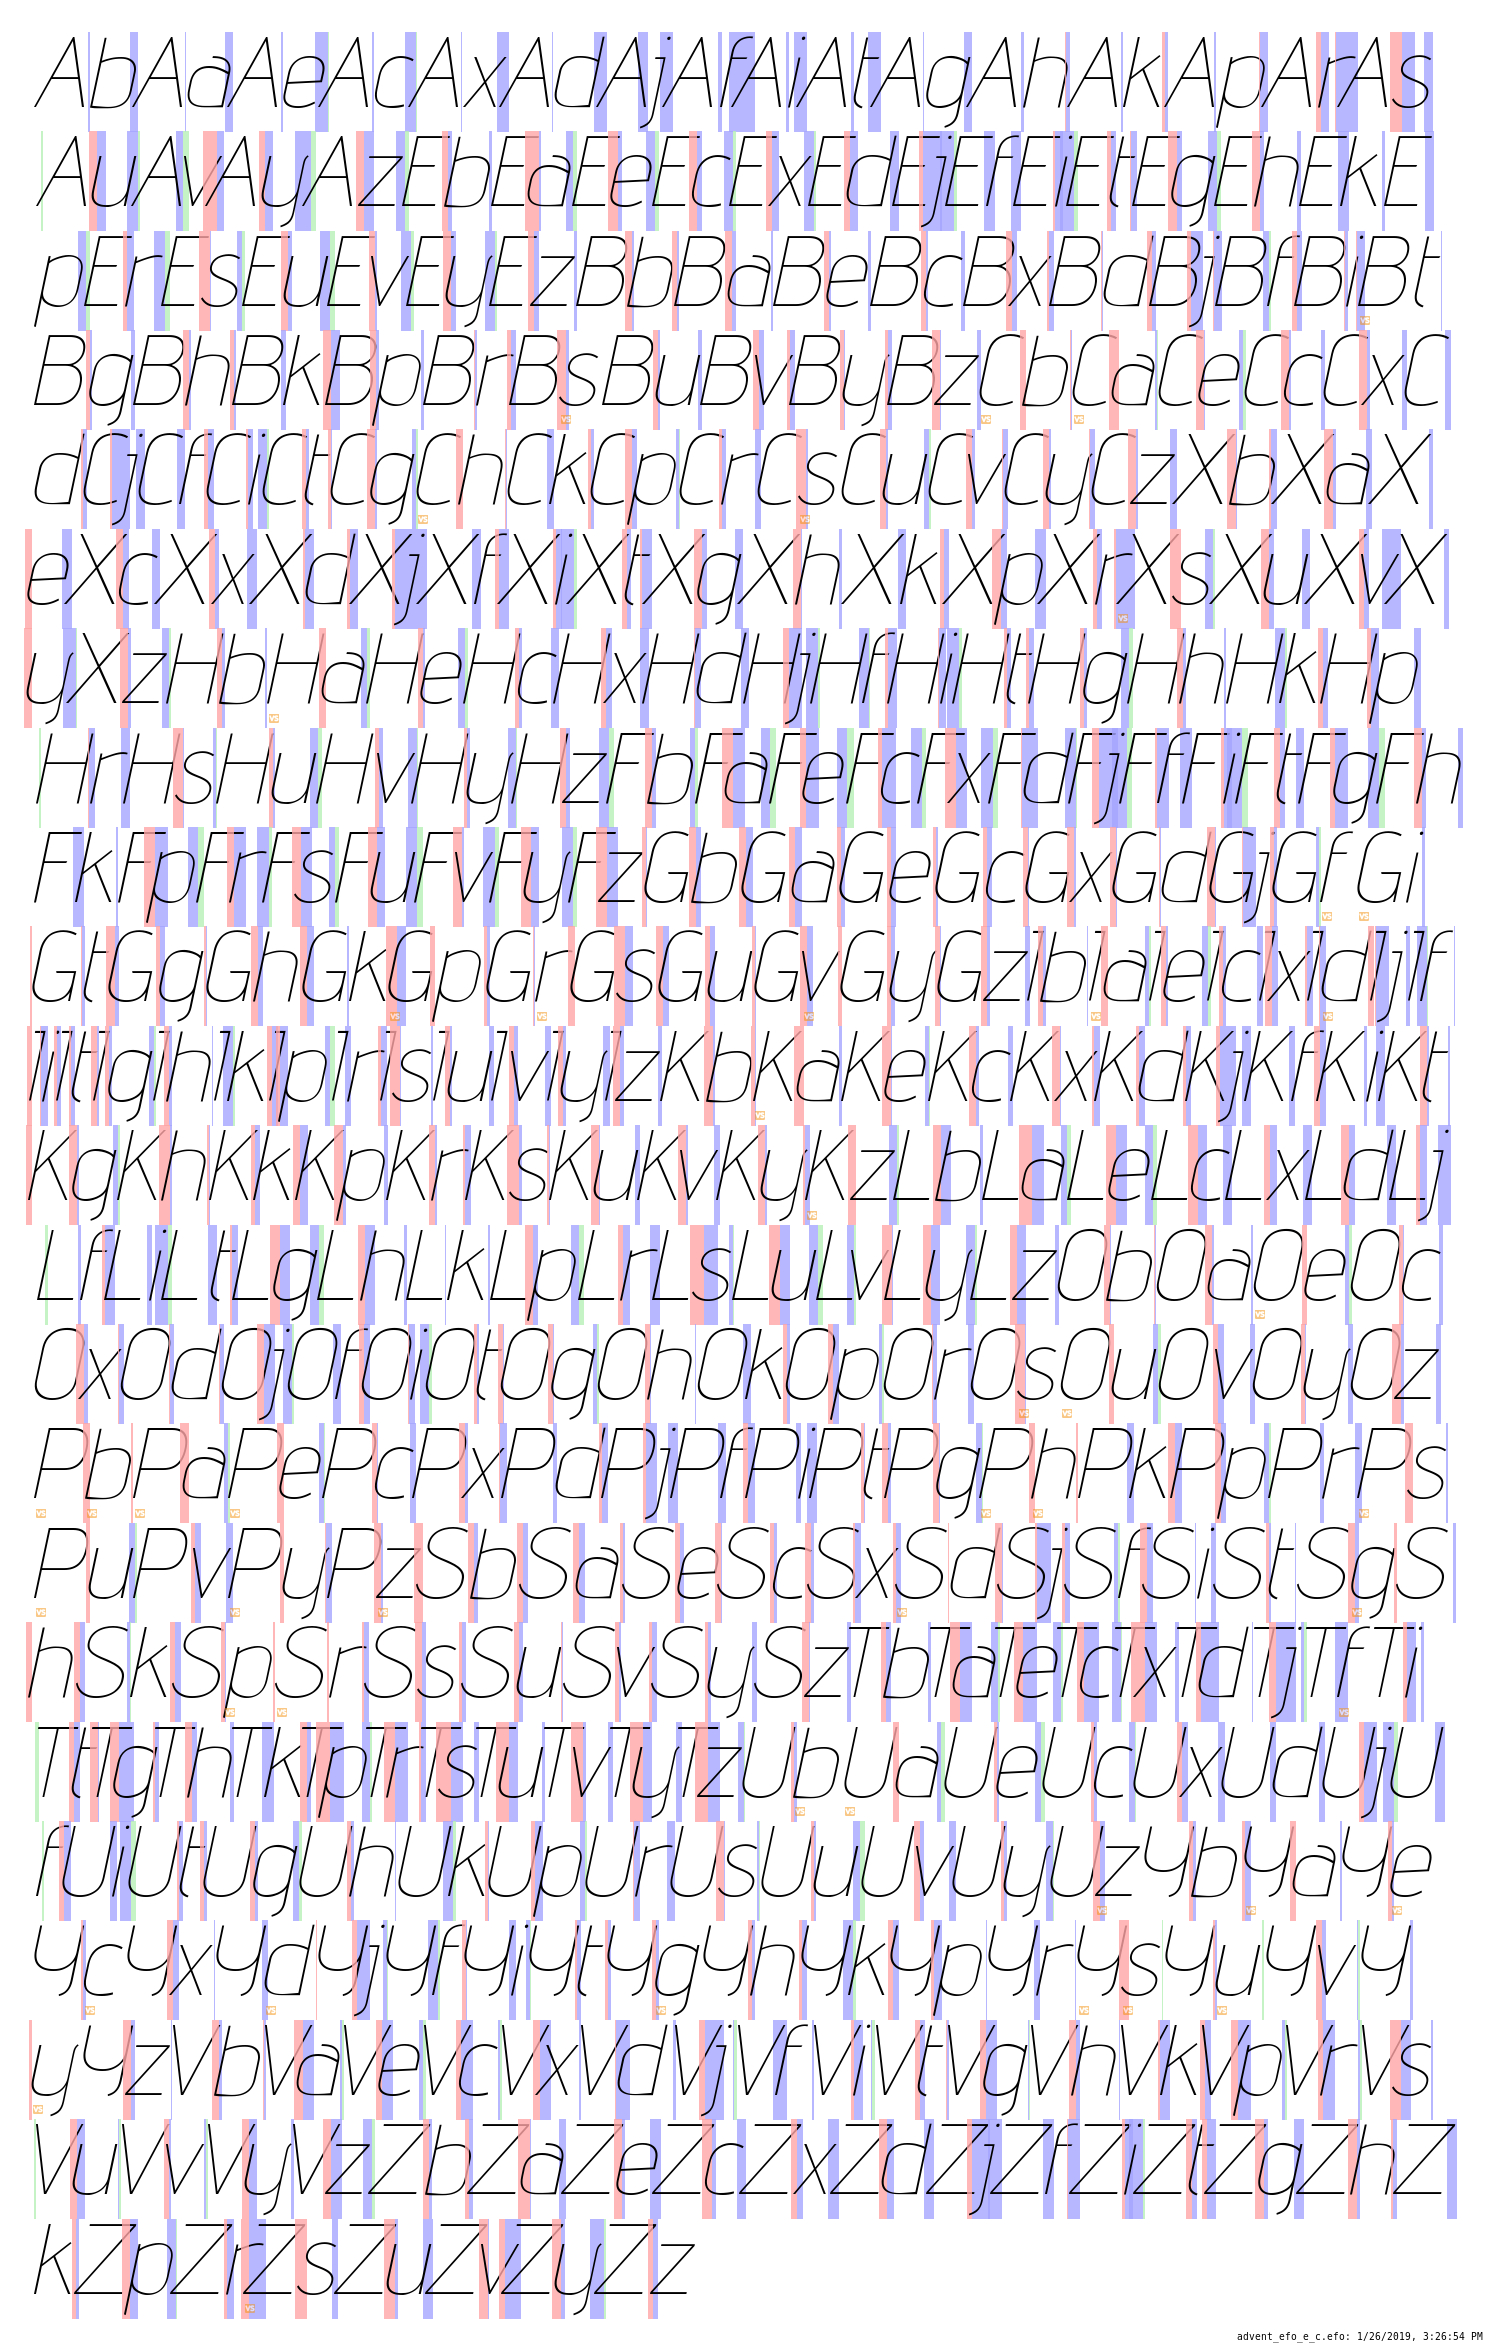 AbAaAeAcAxAdAjAfAiAtAgAhAkApArAs
AuAvAyAzEbEaEeEcExEdEjEfEiEtEgEhEkE
pErEsEuEvEyEzBbBaBeBcBxBdBjBfBiBt
BgBhBkBpBrBsBuBvByBzCbCaCeCcCxC
dCjCfCiCtCgChCkCpCrCsCuCvCyCzXbXaX
eXcXxXdXjXfXiXtXgXhXkXpXrXsXuXvX
yXzHbHaHeHcHxHdHjHfHiHtHgHhHkHp
HrHsHuHvHyHzFbFaFeFcFxFdFjFfFiFtFgFh
FkFpFrFsFuFvFyFzGbGaGeGcGxGdGjGfGi
GtGgGhGkGpGrGsGuGvGyGzIbIaIeIcIxIdIjIf
IiItIgIhIkIpIrIsIuIvIyIzKbKaKeKcKxKdKjKfKiKt
KgKhKkKpKrKsKuKvKyKzLbLaLeLcLxLdLj
LfLiLtLgLhLkLpLrLsLuLvLyLzObOaOeOc
OxOdOjOfOiOtOgOhOkOpOrOsOuOvOyOz
PbPaPePcPxPdPjPfPiPtPgPhPkPpPrPs
PuPvPyPzSbSaSeScSxSdSjSfSiStSgS
hSkSpSrSsSuSvSySzTbTaTeTcTxTdTjTfTi
TtTgThTkTpTrTsTuTvTyTzUbUaUeUcUxUdUjU
fUiUtUgUhUkUpUrUsUuUvUyUzYbYaYe
YcYxYdYjYfYiYtYgYhYkYpYrYsYuYvY
yYzVbVaVeVcVxVdVjVfViVtVgVhVkVpVrVs
VuVvVyVzZbZaZeZcZxZdZjZfZiZtZgZhZ
kZpZrZsZuZvZyZz
advent_efo_e_c.efo: 1/26/2019, 3:26:54 PM